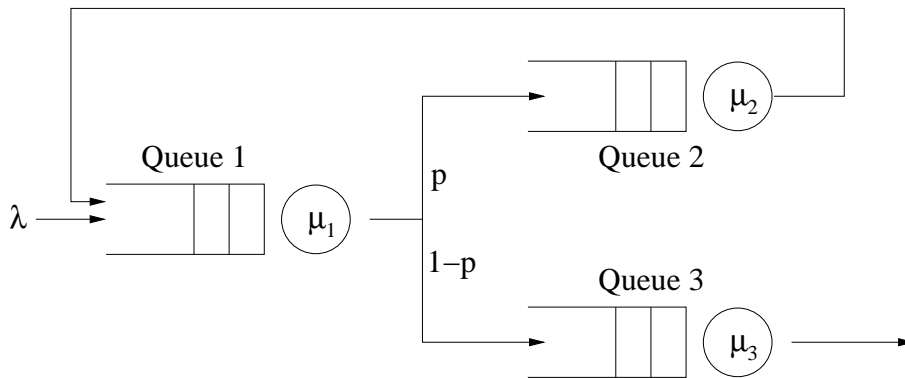 μ₂
Queue 1
Queue 2
p
λ
μ₁
1−p
Queue 3
μ₃